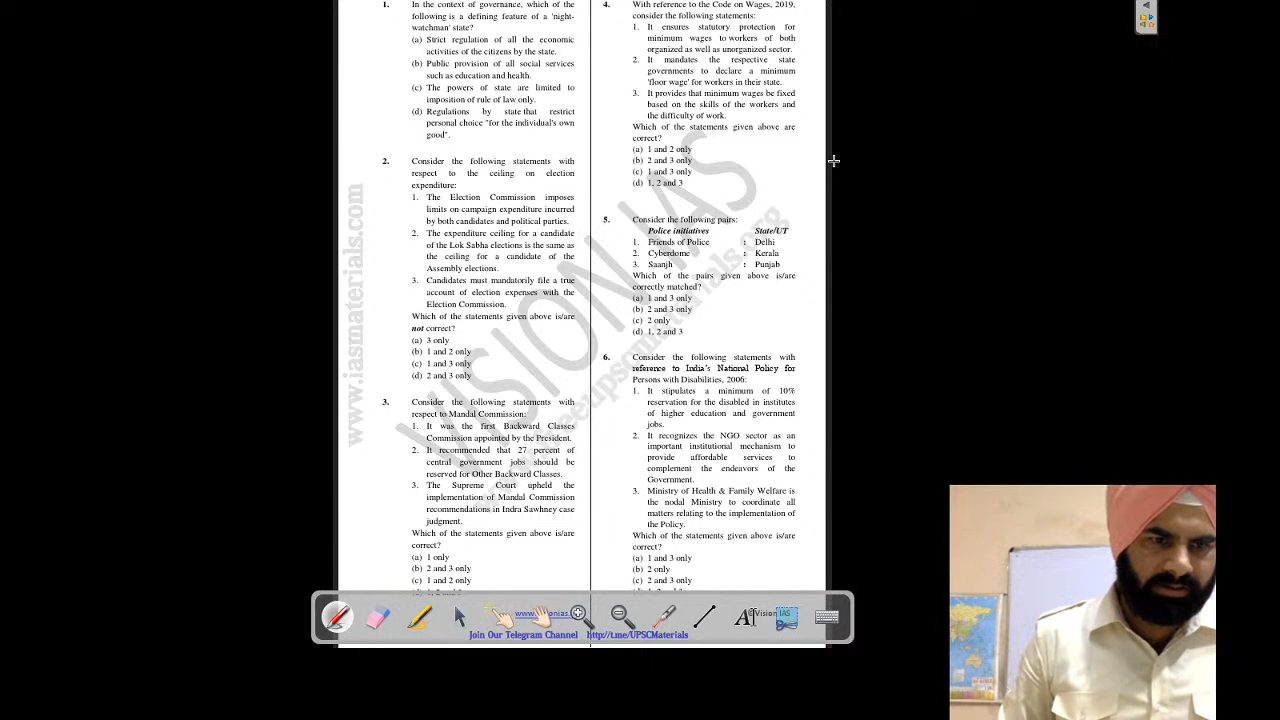 1. In the context of governance, which of the
following is a defining feature of a 'night-
watchman' state?
(a) Strict regulation of all the economic
activities of the citizens by the state.
(b) Public provision of all social services
such as education and health.
(c) The powers of state are limited to
imposition of rule of law only.
(d) Regulations by state that restrict
personal choice "for the individual's own
good".
2. Consider the following statements with
respect to the ceiling on election
expenditure:
1. The Election Commission imposes
limits on campaign expenditure incurred
by both candidates and political parties.
2. The expenditure ceiling for a candidate
of the Lok Sabha elections is the same as
the ceiling for a candidate of the
Assembly elections.
3. Candidates must mandatorily file a true
account of election expenses with the
Election Commission.
Which of the statements given above is/are
not correct?
(a) 3 only
(b) 1 and 2 only
(c) 1 and 3 only
(d) 2 and 3 only
3. Consider the following statements with
respect to Mandal Commission:
1. It was the first Backward Classes
Commission appointed by the President.
2. It recommended that 27 percent of
central government jobs should be
reserved for Other Backward Classes.
3. The Supreme Court upheld the
implementation of Mandal Commission
recommendations in Indra Sawhney case
judgment.
Which of the statements given above is/are
correct?
(a) 1 only
(b) 2 and 3 only
(c) 1 and 2 only
4. With reference to the Code on Wages, 2019,
consider the following statements:
1. It ensures statutory protection for
minimum wages to workers of both
organized as well as unorganized sector.
2. It mandates the respective state
governments to declare a minimum
'floor wage' for workers in their state.
3. It provides that minimum wages be fixed
based on the skills of the workers and
the difficulty of work.
Which of the statements given above are
correct?
(a) 1 and 2 only
(b) 2 and 3 only
(c) 1 and 3 only
(d) 1, 2 and 3
5. Consider the following pairs:
Police initiatives State/UT
1. Friends of Police : Delhi
2. Cyberdome : Kerala
3. Saanjh : Punjab
Which of the pairs given above is/are
correctly matched?
(a) 1 and 3 only
(b) 2 and 3 only
(c) 2 only
(d) 1, 2 and 3
6. Consider the following statements with
reference to India's National Policy for
Persons with Disabilities, 2006:
1. It stipulates a minimum of 10%
reservation for the disabled in institutes
of higher education and government
jobs.
2. It recognizes the NGO sector as an
important institutional mechanism to
provide affordable services to
complement the endeavors of the
Government.
3. Ministry of Health & Family Welfare is
the nodal Ministry to coordinate all
matters relating to the implementation of
the Policy.
Which of the statements given above is/are
correct?
(a) 1 and 3 only
(b) 2 only
(c) 2 and 3 only
VISION IAS
www.iasmaterials.com
Vision IAS
Join Our Telegram Channel http://t.me/UPSCMaterials